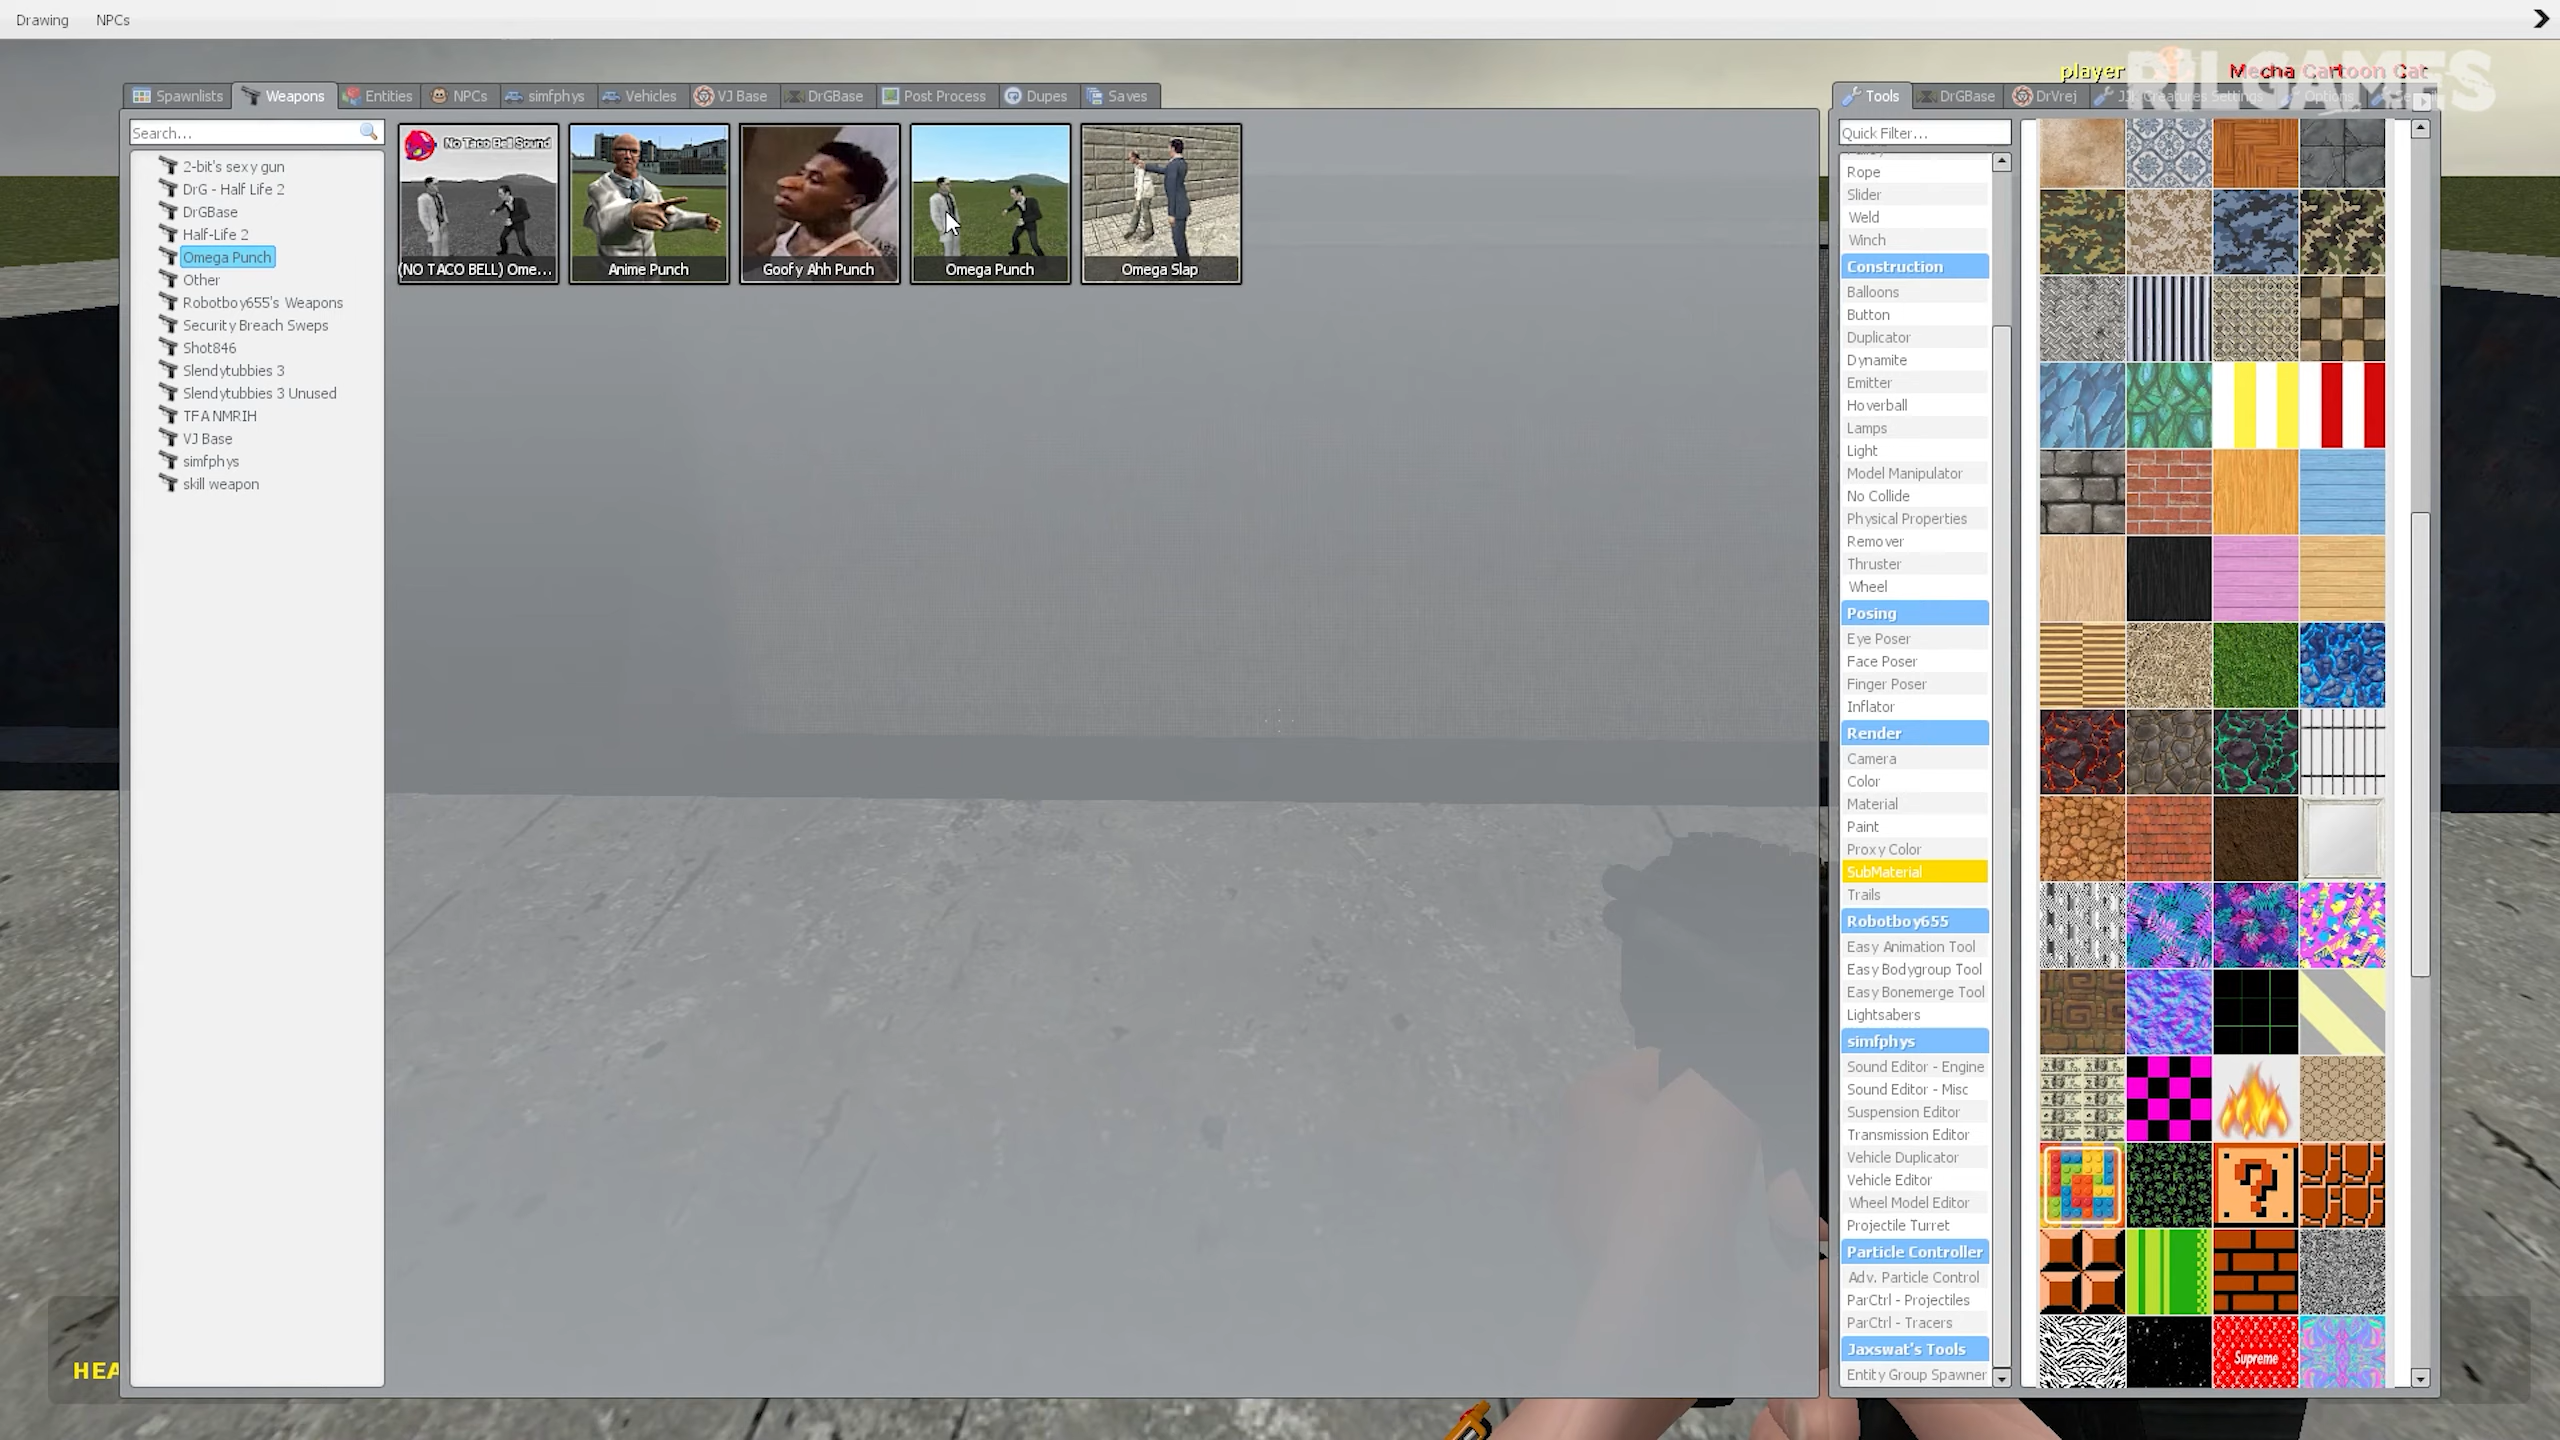 Drawing NPCs
player Mecha Cartoon Cat
RIJGAMES
Spawnlists Weapons Entities NPCs simfphys Vehicles VJ Base DrGBase Post Process Dupes Saves
Search...
2-bit's sexy gun
DrG - Half Life 2
DrGBase
Half-Life 2
Omega Punch
Other
Robotboy655's Weapons
Security Breach Sweps
Shot846
Slendytubbies 3
Slendytubbies 3 Unused
TFA NMRIH
VJ Base
simfphys
skill weapon
No Taco Bell Sound
(NO TACO BELL) Ome...
Anime Punch
Goofy Ahh Punch
Omega Punch
Omega Slap
Tools DrGBase DrVrej Creatures Settings Options
Quick Filter...
Rope
Slider
Weld
Winch
Construction
Balloons
Button
Duplicator
Dynamite
Emitter
Hoverball
Lamps
Light
Model Manipulator
No Collide
Physical Properties
Remover
Thruster
Wheel
Posing
Eye Poser
Face Poser
Finger Poser
Inflator
Render
Camera
Color
Material
Paint
Proxy Color
SubMaterial
Trails
Robotboy655
Easy Animation Tool
Easy Bodygroup Tool
Easy Bonemerge Tool
Lightsabers
simfphys
Sound Editor - Engine
Sound Editor - Misc
Suspension Editor
Transmission Editor
Vehicle Duplicator
Vehicle Editor
Wheel Model Editor
Projectile Turret
Particle Controller
Adv. Particle Control
ParCtrl - Projectiles
ParCtrl - Tracers
Jaxswat's Tools
Entity Group Spawner
Supreme
HEA